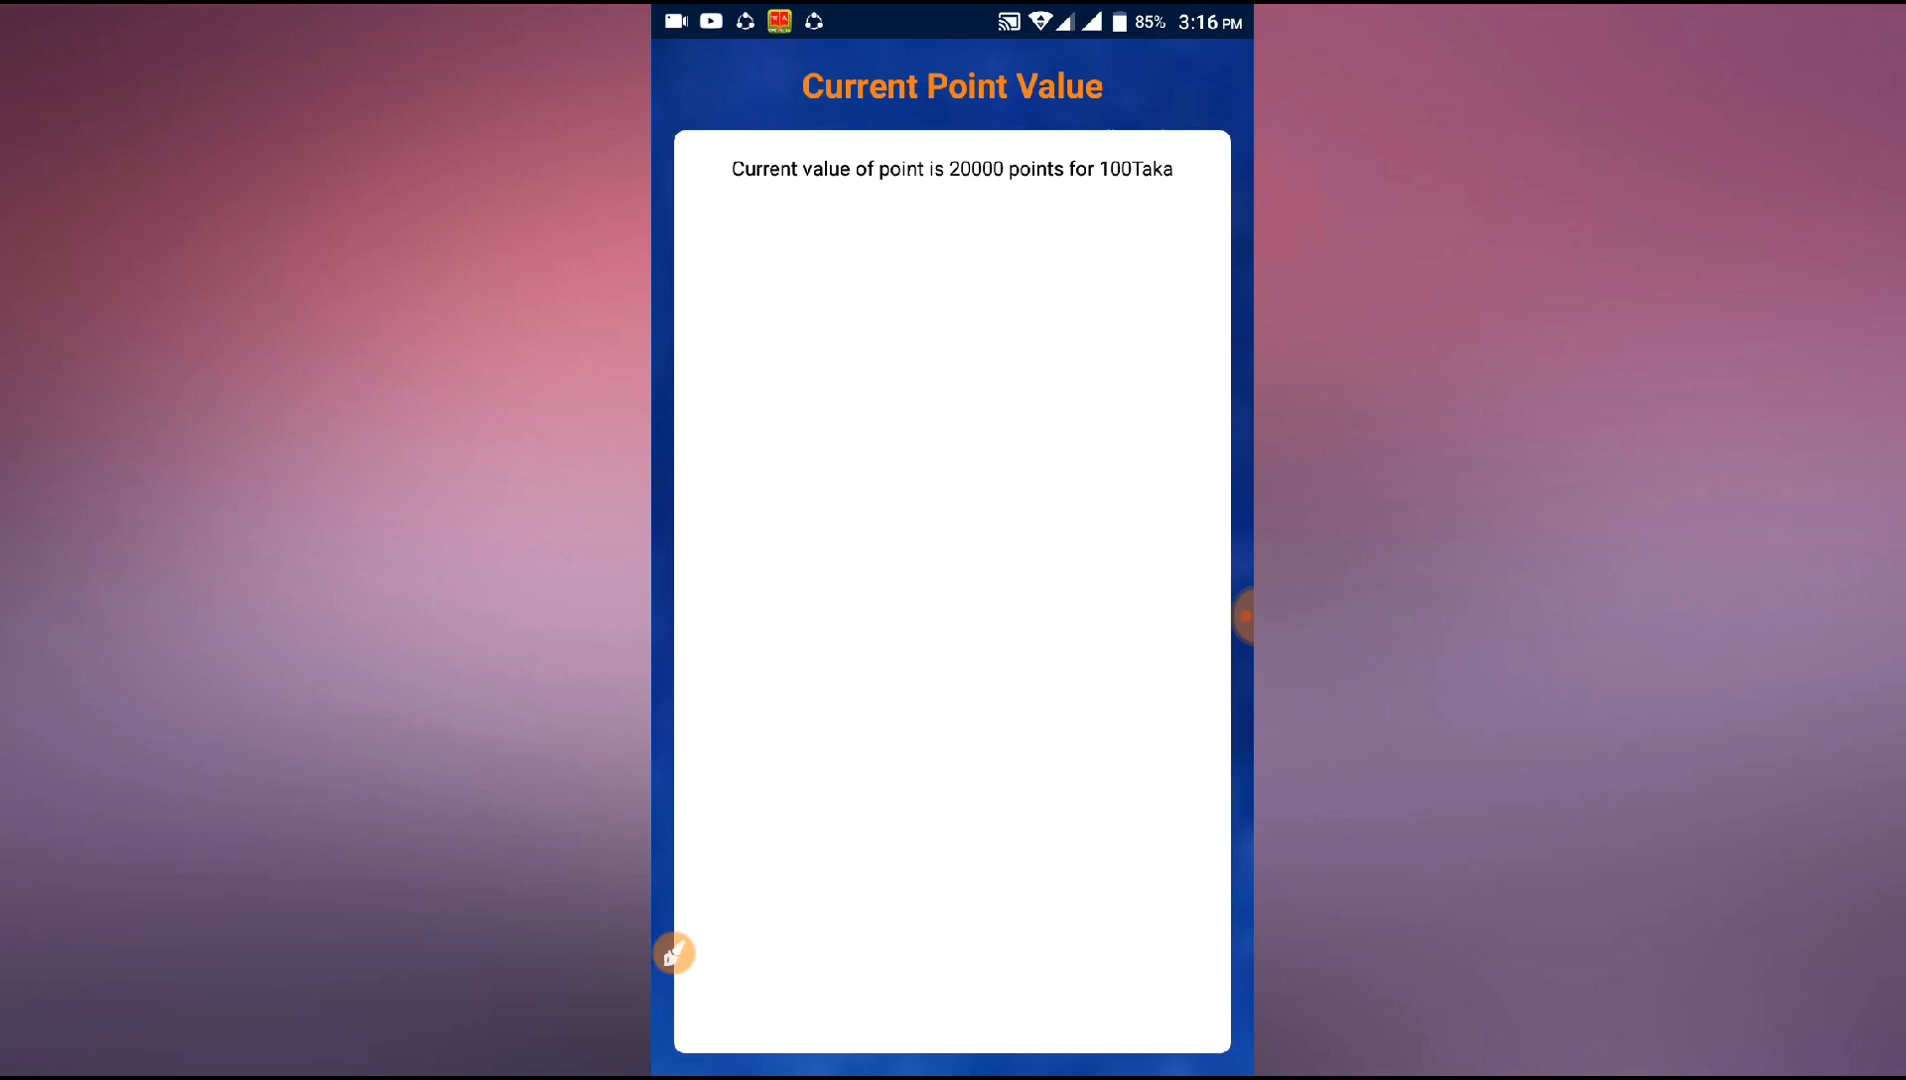 85% 3:16 PM
Current Point Value
Current value of point is 20000 points for 100Taka